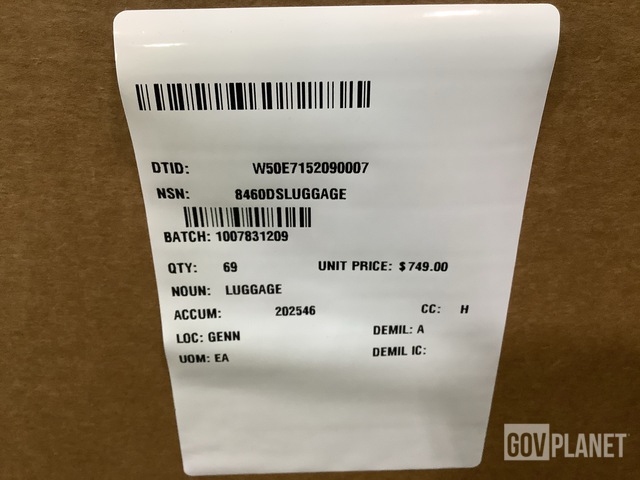 DTID: W50E7152090007
NSN: 8460DSLUGGAGE
BATCH: 1007831209
QTY: 69 UNIT PRICE: $749.00
NOUN: LUGGAGE
ACCUM: 202546 CC: H
LOC: GENN DEMIL: A
UOM: EA DEMIL IC:
GOVPLANET